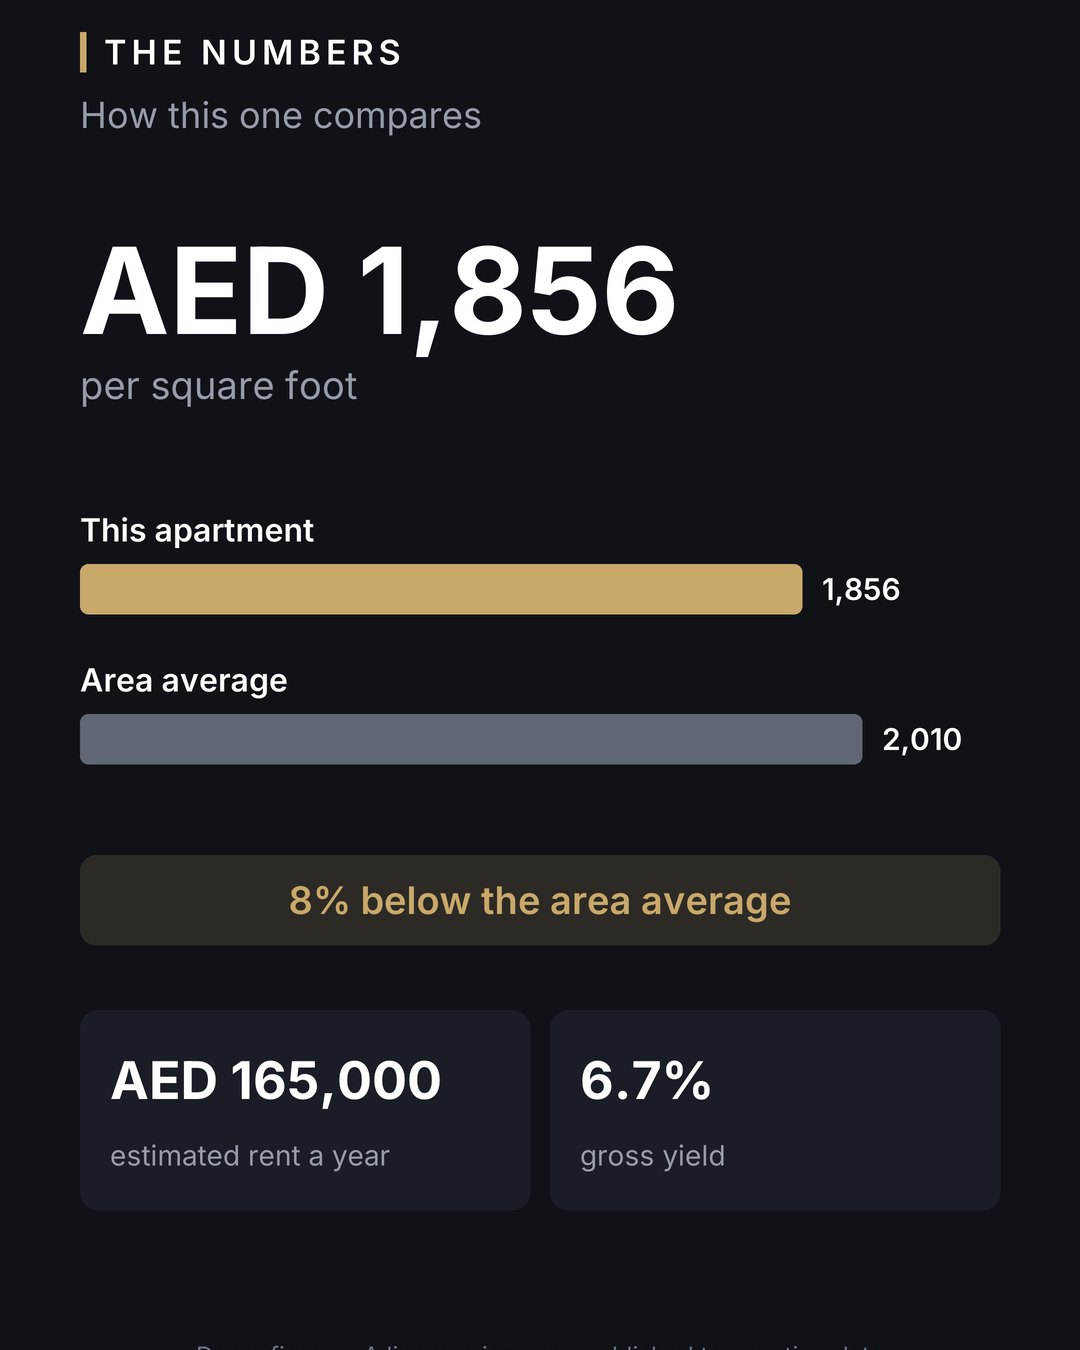 THE NUMBERS
How this one compares
AED 1,856
per square foot
This apartment
1,856
Area average
2,010
8% below the area average
AED 165,000
estimated rent a year
6.7%
gross yield